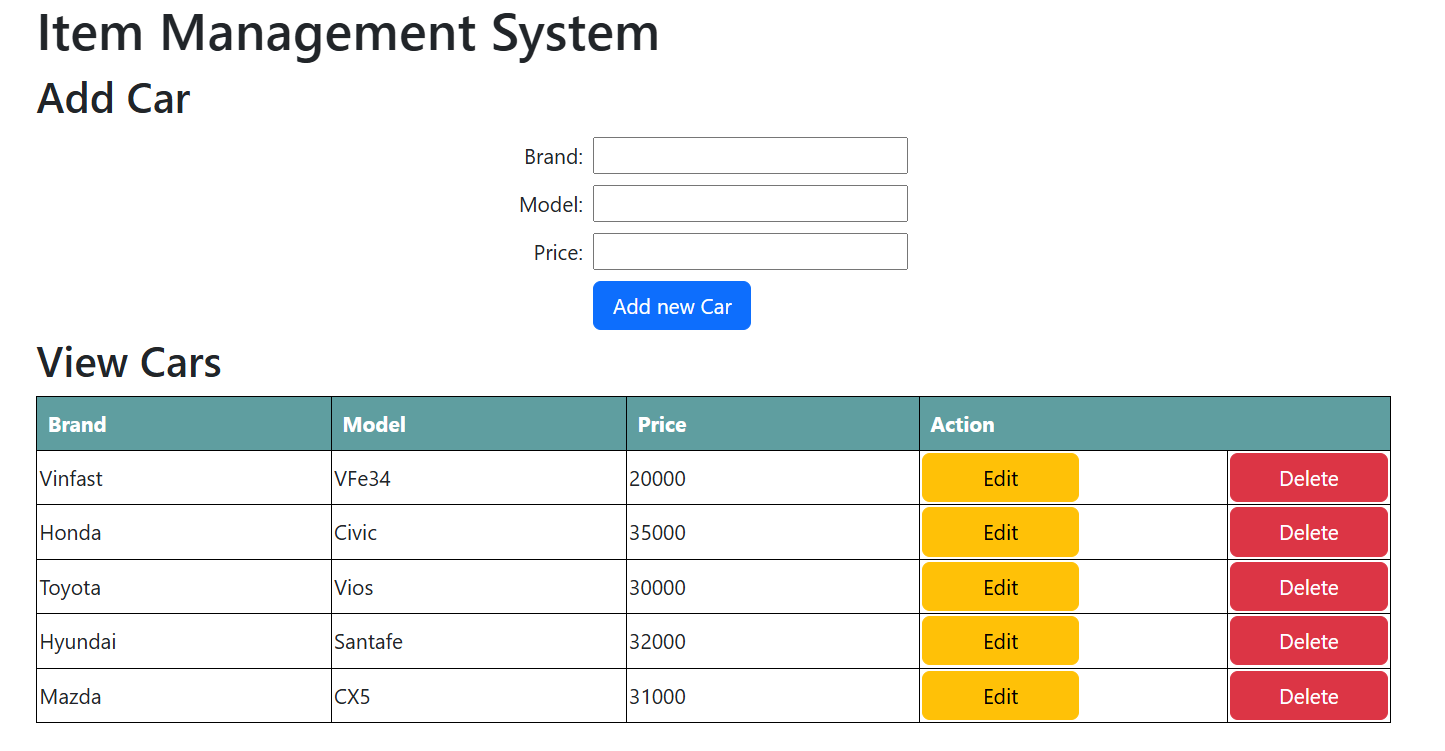 Item Management System
Add Car
Brand:
Model:
Price:
Add new Car
View Cars
Brand Model Price Action
Vinfast VFe34 20000 Edit Delete
Honda Civic 35000 Edit Delete
Toyota Vios 30000 Edit Delete
Hyundai Santafe 32000 Edit Delete
Mazda CX5 31000 Edit Delete